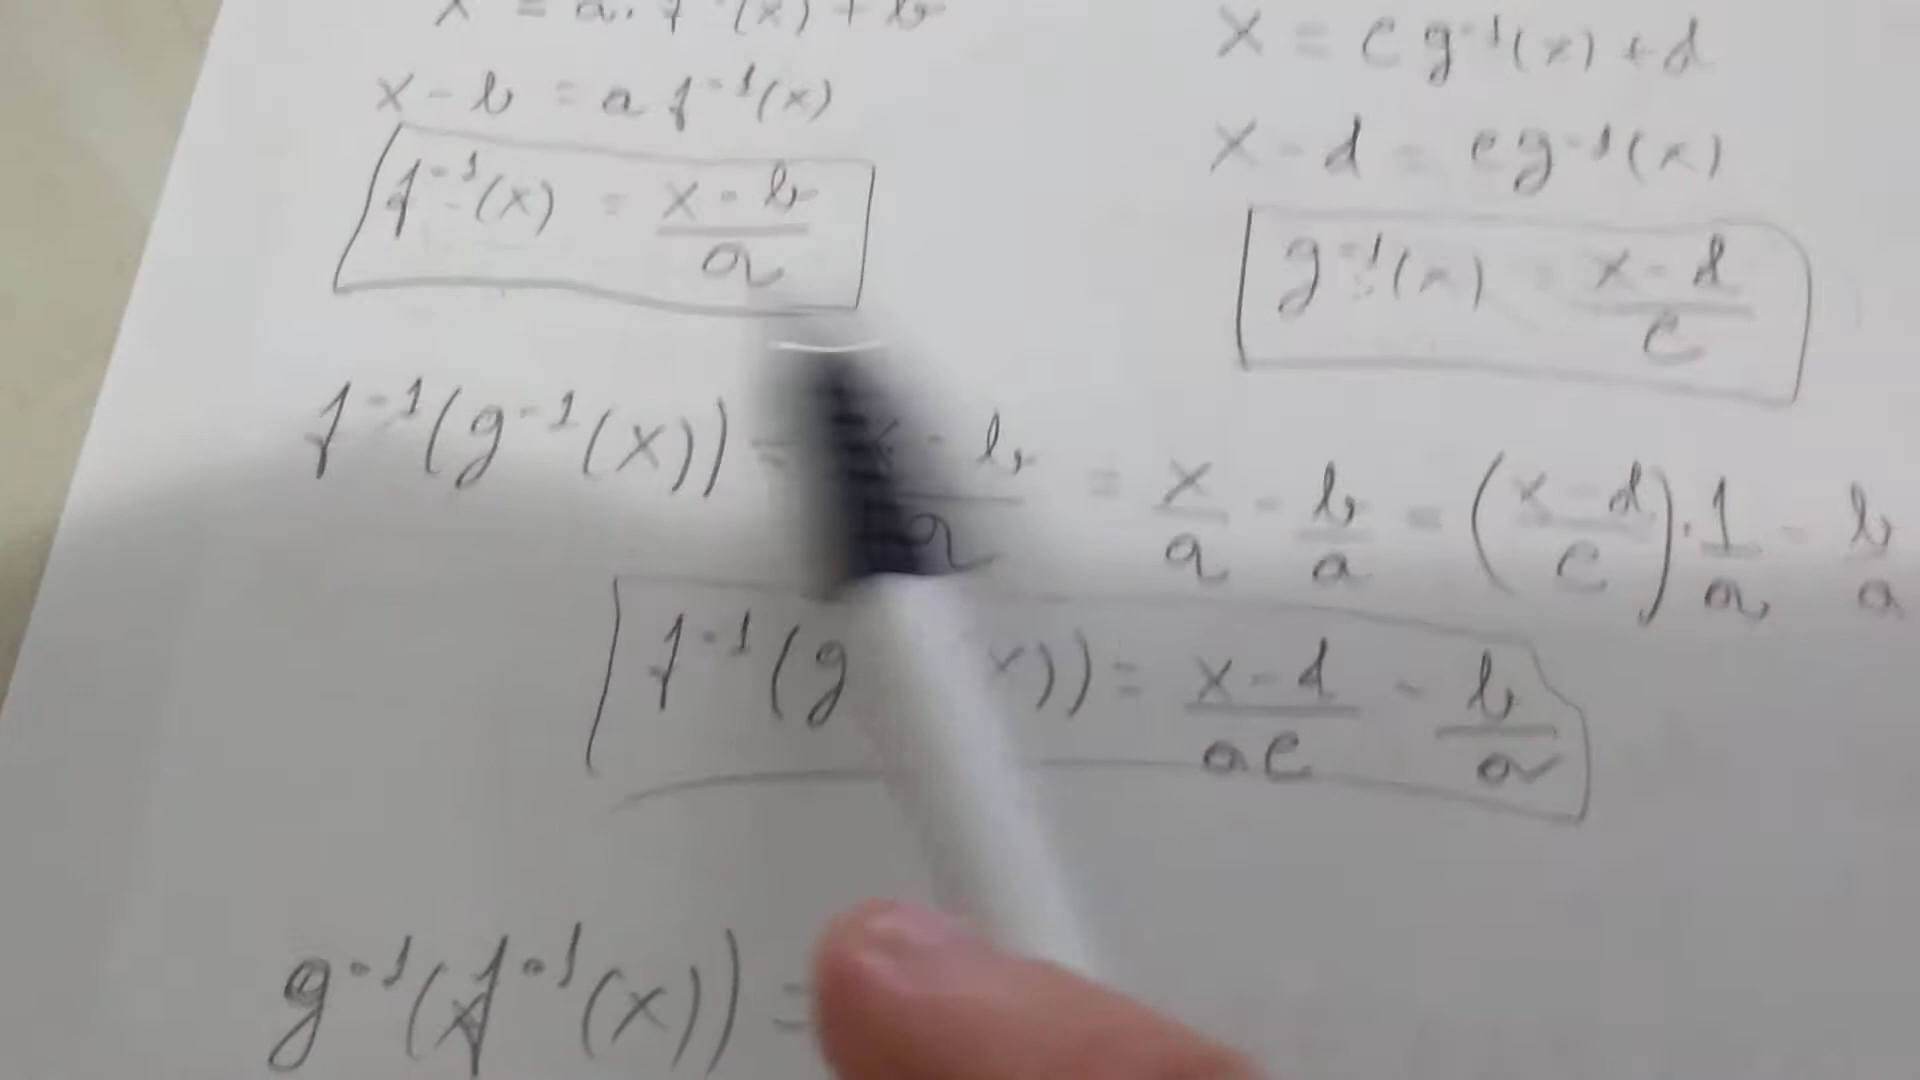 x = a. f (x) + b
x = c g⁻¹(x) + d
x - b = a f⁻¹(x)
x - d = c g⁻¹(x)
f⁻¹(x) = (x - b)/a
g⁻¹(x) = (x - d)/c
f⁻¹(g⁻¹(x)) = (x - b)/a = x/a - b/a = ((x - d)/c) · 1/a - b/a
f⁻¹(g x)) = (x - d)/ac - b/a
g⁻¹(f⁻¹(x)) =